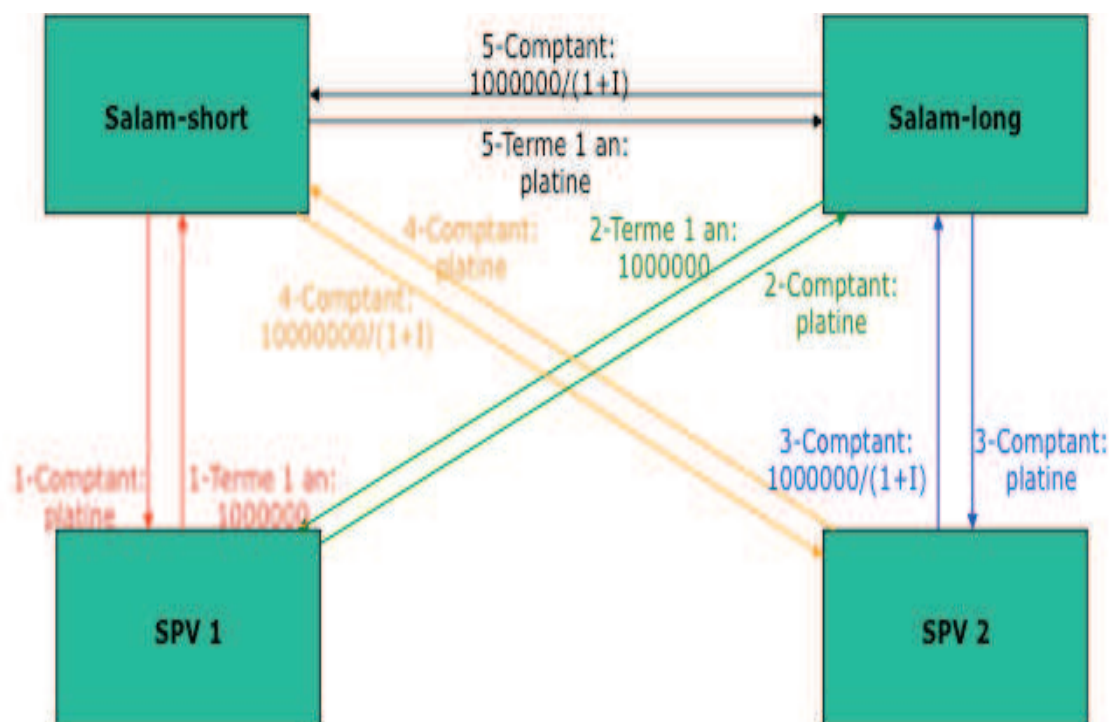 5-Comptant:
1000000/(1+I)
Salam-short
Salam-long
5-Terme 1 an:
platine
4-Comptant:
platine
2-Terme 1 an:
1000000
4-Comptant:
10000000/(1+I)
2-Comptant:
platine
1-Comptant:
platine
1-Terme 1 an:
1000000
3-Comptant:
1000000/(1+I)
3-Comptant:
platine
SPV 1
SPV 2